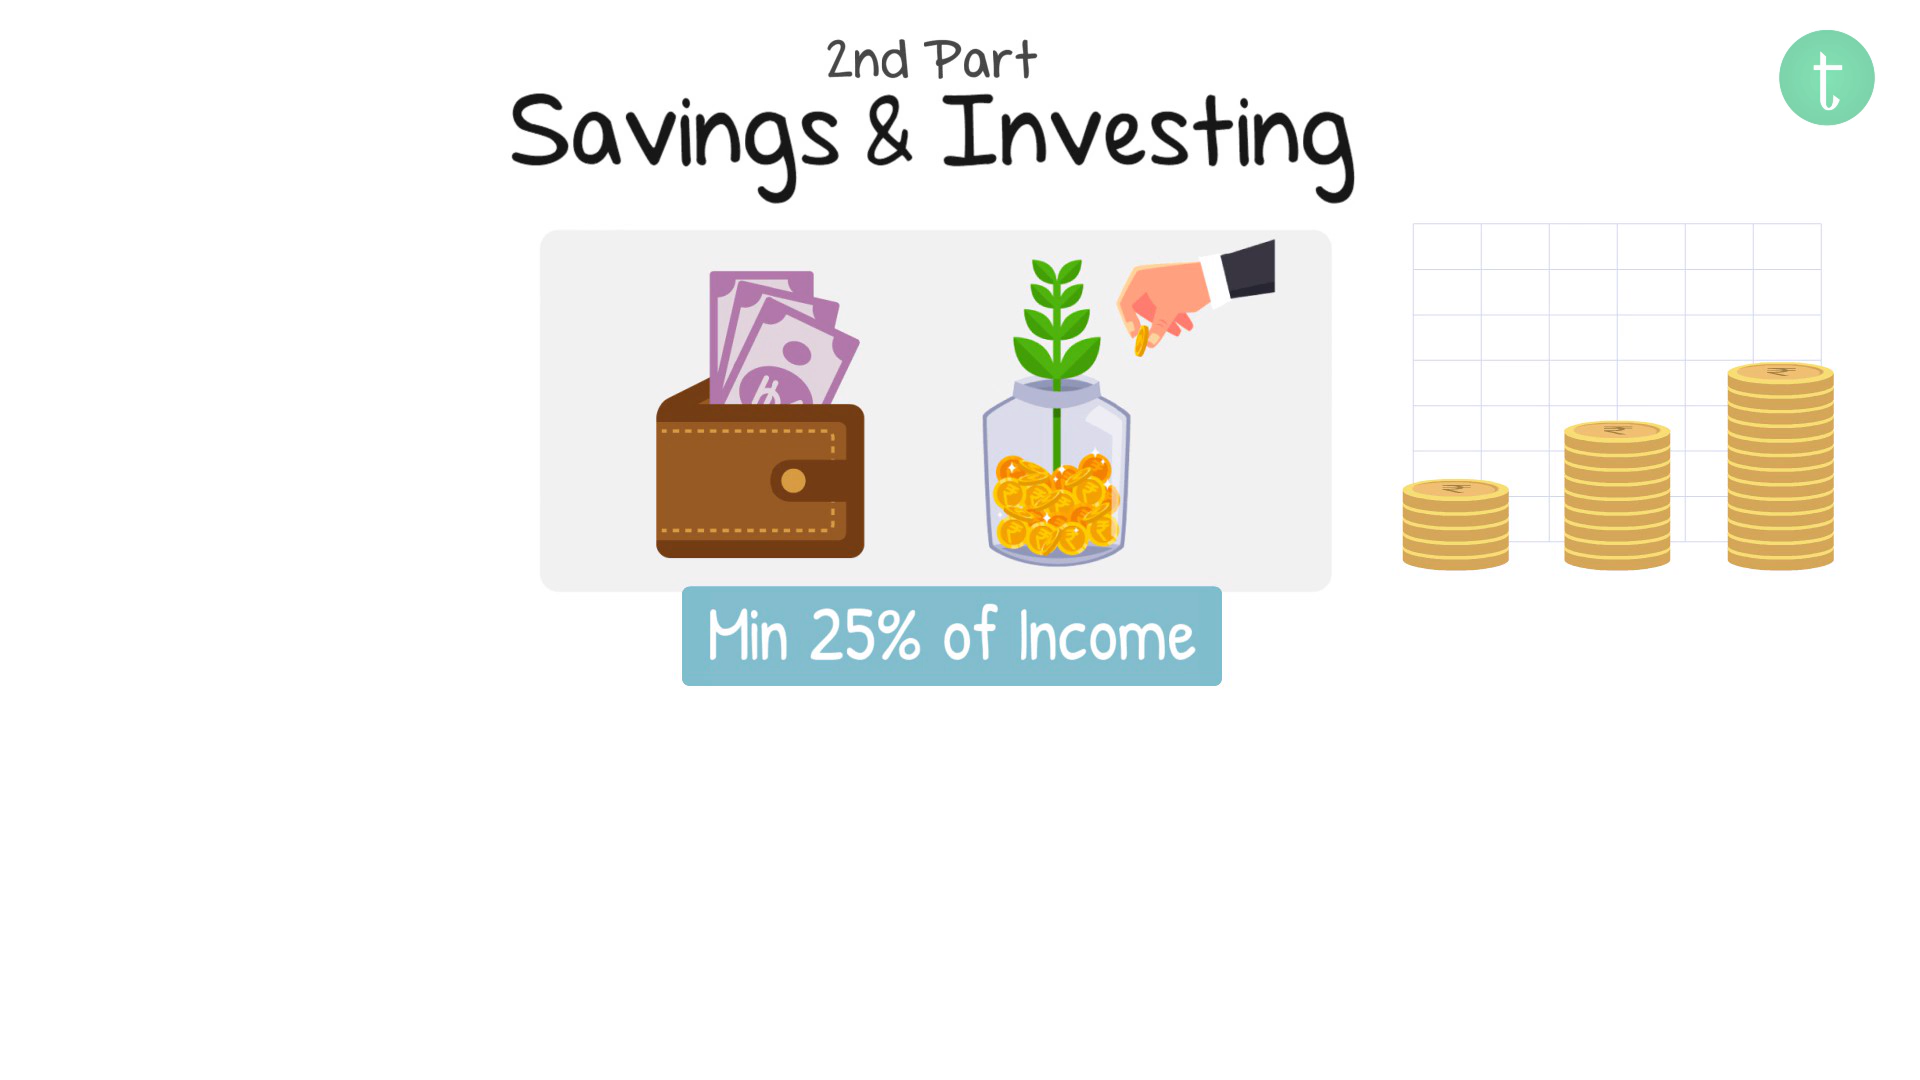 2nd Part
t
Savings & Investing
₹
₹
₹
Min 25% of Income